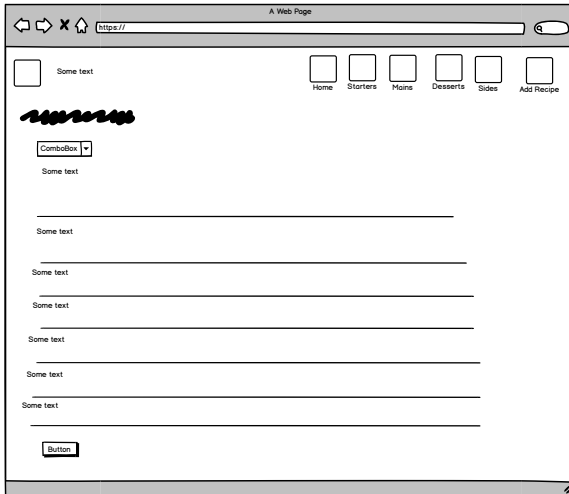 A Web Page
https://
Some text
Home Starters Mains Desserts Sides Add Recipe
ComboBox
Some text
Some text
Some text
Some text
Some text
Some text
Some text
Button